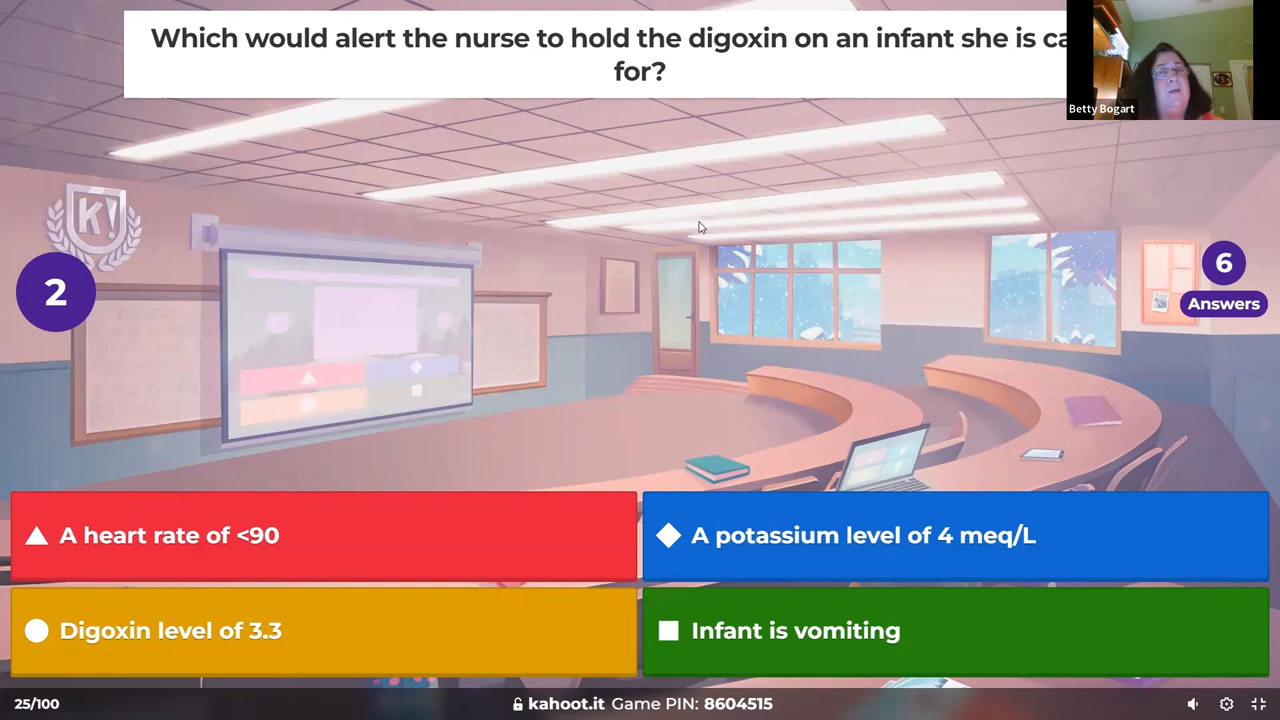 Which would alert the nurse to hold the digoxin on an infant she is
for?
Betty Bogart
K!
2
6
Answers
A heart rate of <90
A potassium level of 4 meq/L
Digoxin level of 3.3
Infant is vomiting
25/100
kahoot.it Game PIN: 8604515